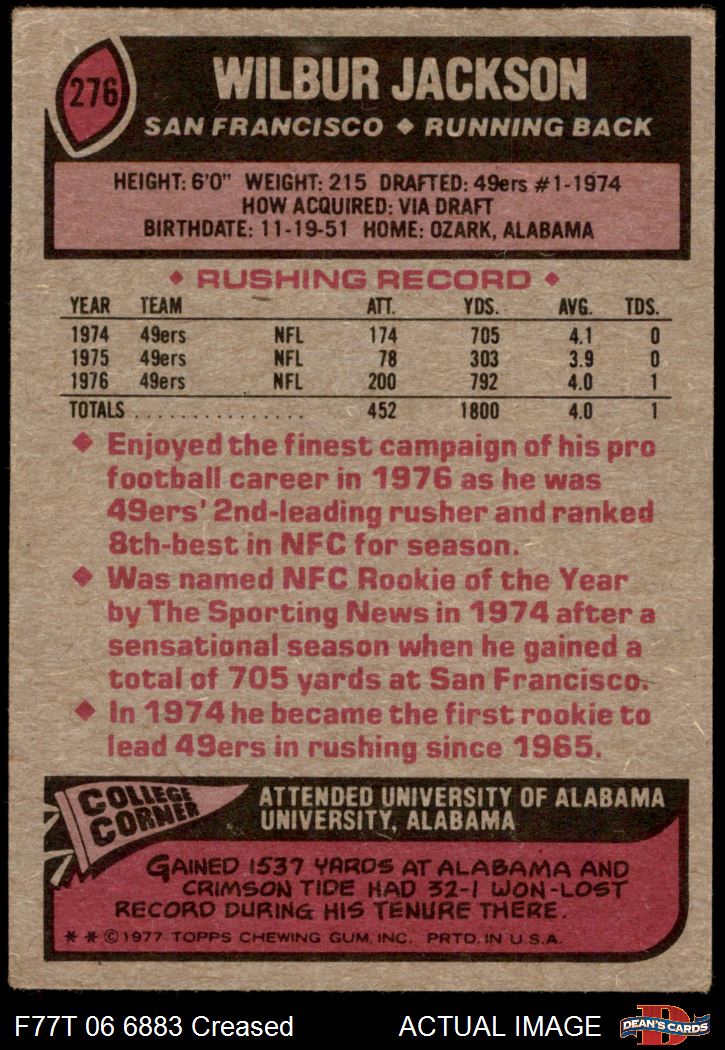 276
WILBUR JACKSON
SAN FRANCISCO ◆ RUNNING BACK
HEIGHT: 6'0" WEIGHT: 215 DRAFTED: 49ers #1-1974
HOW ACQUIRED: VIA DRAFT
BIRTHDATE: 11-19-51 HOME: OZARK, ALABAMA
◆ RUSHING RECORD ◆
YEAR TEAM ATT. YDS. AVG. TDS.
1974 49ers NFL 174 705 4.1 0
1975 49ers NFL 78 303 3.9 0
1976 49ers NFL 200 792 4.0 1
TOTALS . . . . . . . . . . . . . . . 452 1800 4.0 1
◆ Enjoyed the finest campaign of his pro
football career in 1976 as he was
49ers' 2nd-leading rusher and ranked
8th-best in NFC for season.
◆ Was named NFC Rookie of the Year
by The Sporting News in 1974 after a
sensational season when he gained a
total of 705 yards at San Francisco.
◆ In 1974 he became the first rookie to
lead 49ers in rushing since 1965.
COLLEGE
CORNER
ATTENDED UNIVERSITY OF ALABAMA
UNIVERSITY, ALABAMA
GAINED 1537 YARDS AT ALABAMA AND
CRIMSON TIDE HAD 32-1 WON-LOST
RECORD DURING HIS TENURE THERE.
* * © 1977 TOPPS CHEWING GUM, INC. PRTD. IN U.S.A.
F77T 06 6883 Creased ACTUAL IMAGE
D
DEAN'S CARDS